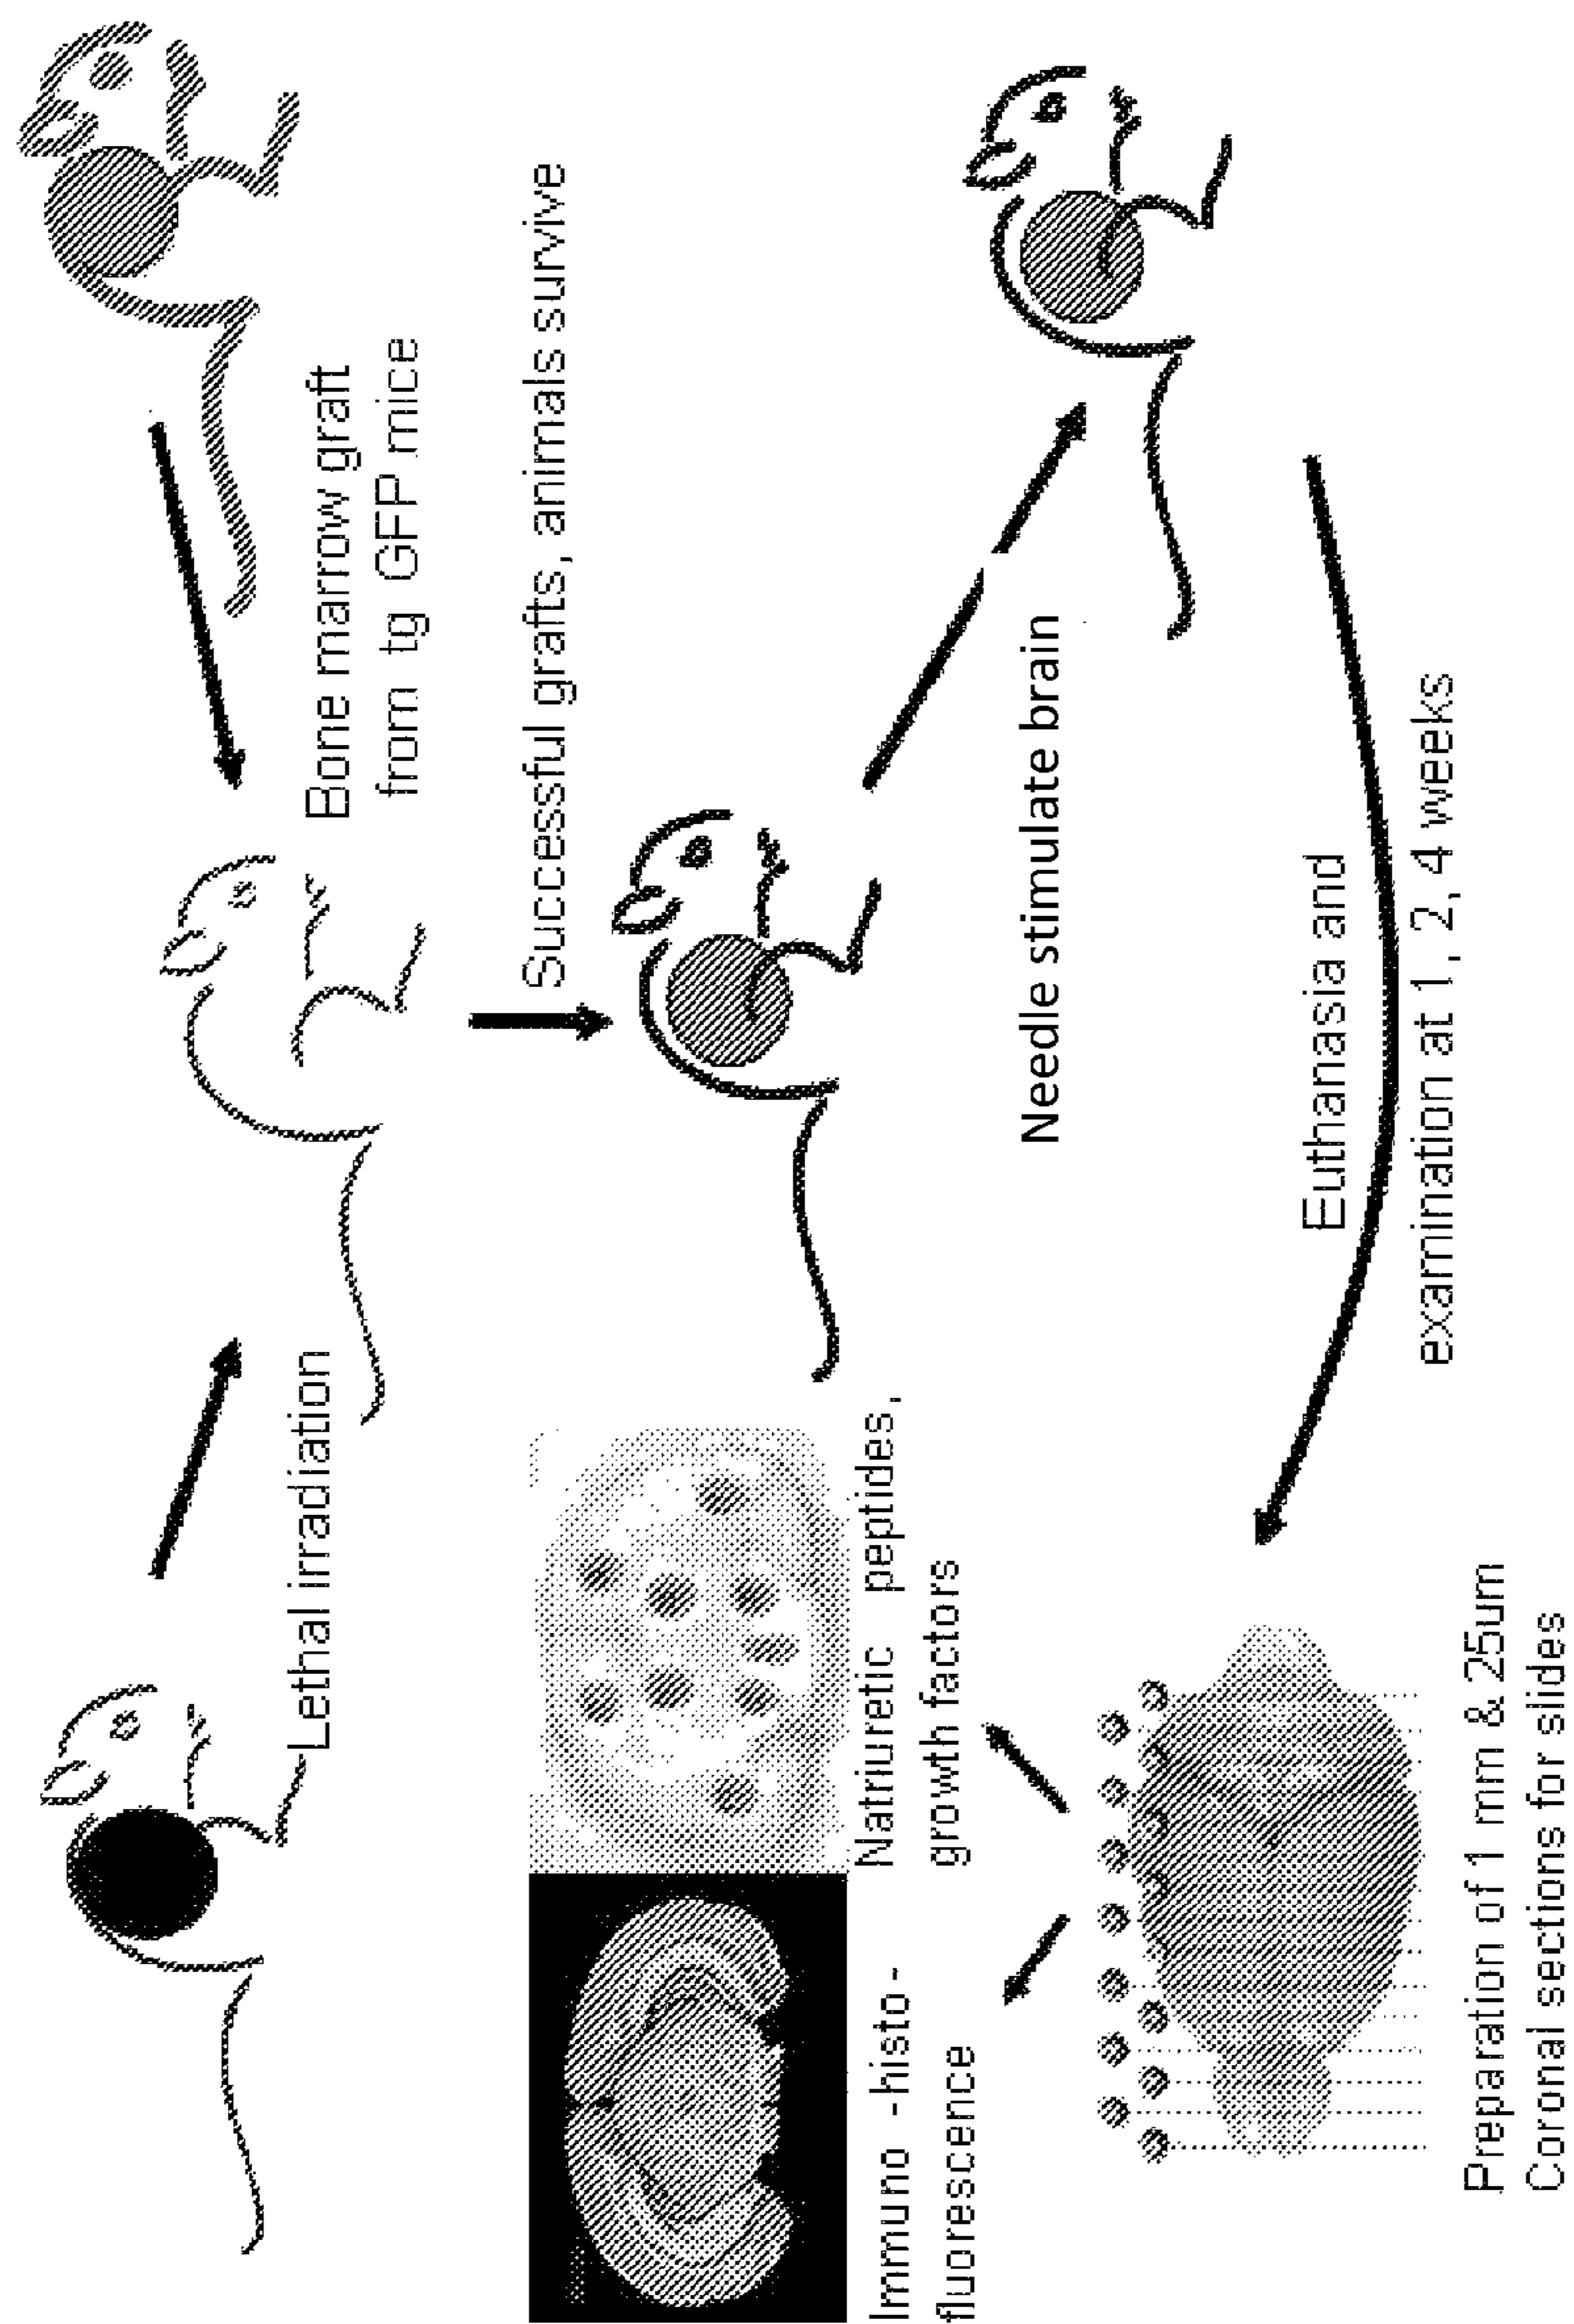 Lethal irradiation
Bone marrow graft
from tg GFP mice
Successful grafts, animals survive
Needle stimulate brain
Euthanasia and
examination at 1, 2, 4 weeks
Preparation of 1 mm & 25um
Coronal sections for slides
Immuno -histo-
fluorescence
Natriuretic peptides,
growth factors